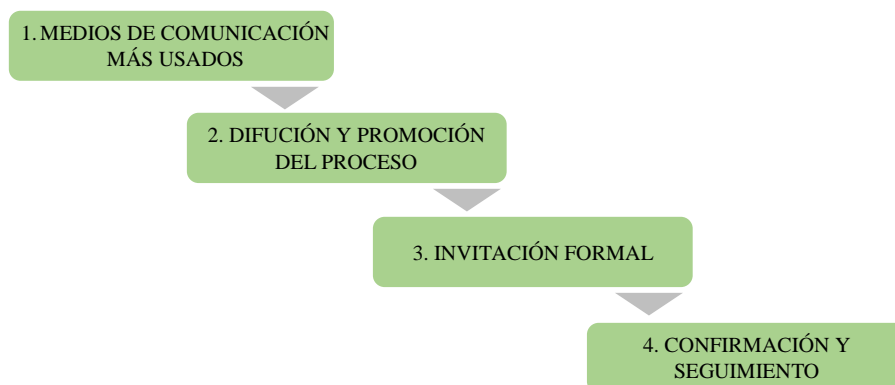 1. MEDIOS DE COMUNICACIÓN
MÁS USADOS
2. DIFUCIÓN Y PROMOCIÓN
DEL PROCESO
3. INVITACIÓN FORMAL
4. CONFIRMACIÓN Y
SEGUIMIENTO